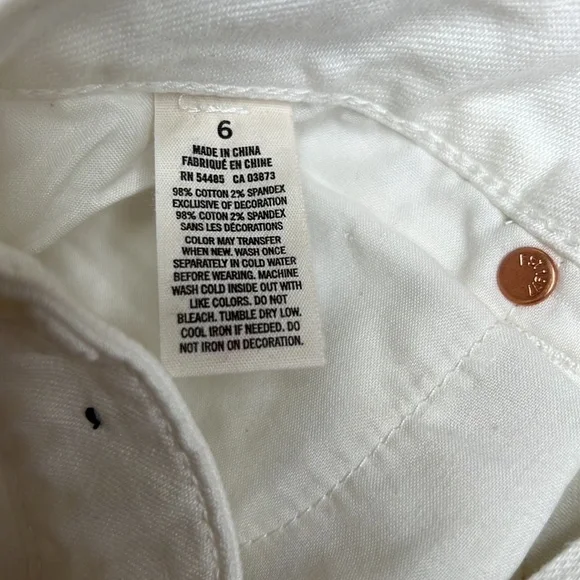 6
MADE IN CHINA
FABRIQUÉ EN CHINE
RN 54485 CA 03873
98% COTTON 2% SPANDEX
EXCLUSIVE OF DECORATION
98% COTTON 2% SPANDEX
SANS LES DÉCORATIONS
COLOR MAY TRANSFER
WHEN NEW. WASH ONCE
SEPARATELY IN COLD WATER
BEFORE WEARING. MACHINE
WASH COLD INSIDE OUT WITH
LIKE COLORS. DO NOT
BLEACH. TUMBLE DRY LOW.
COOL IRON IF NEEDED. DO
NOT IRON ON DECORATION.